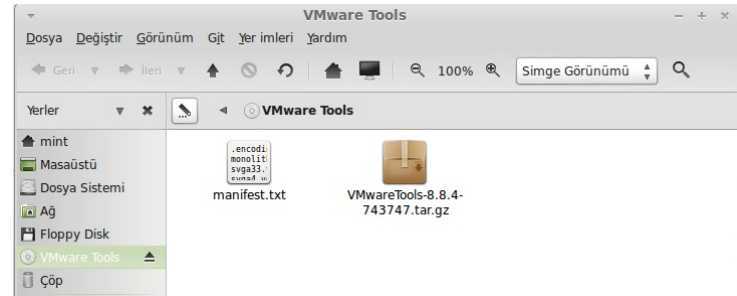 VMware Tools
Dosya Değiştir Görünüm Git Yer imleri Yardım
Geri İleri 100% Simge Görünümü
Yerler VMware Tools
mint
Masaüstü
Dosya Sistemi
Ağ
Floppy Disk
VMware Tools
Çöp
.encodi
monolitl
svga33.
svga4
manifest.txt
VMwareTools-8.8.4-
743747.tar.gz